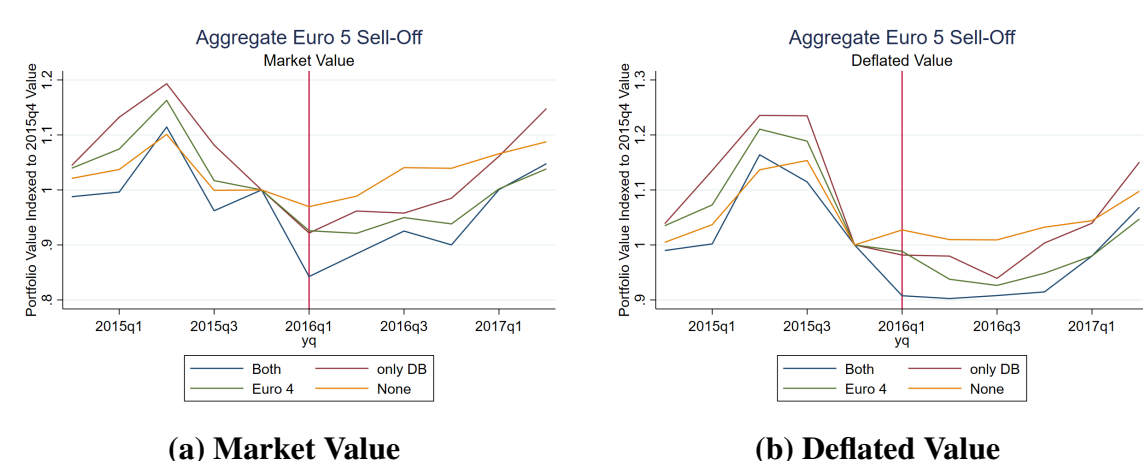 Aggregate Euro 5 Sell-Off
Market Value
Portfolio Value Indexed to 2015q4 Value
1.2
1.1
1
.9
.8
2015q1 2015q3 2016q1 2016q3 2017q1
yq
Both only DB
Euro 4 None
(a) Market Value
Aggregate Euro 5 Sell-Off
Deflated Value
Portfolio Value Indexed to 2015q4 Value
1.3
1.2
1.1
1
.9
2015q1 2015q3 2016q1 2016q3 2017q1
yq
Both only DB
Euro 4 None
(b) Deflated Value